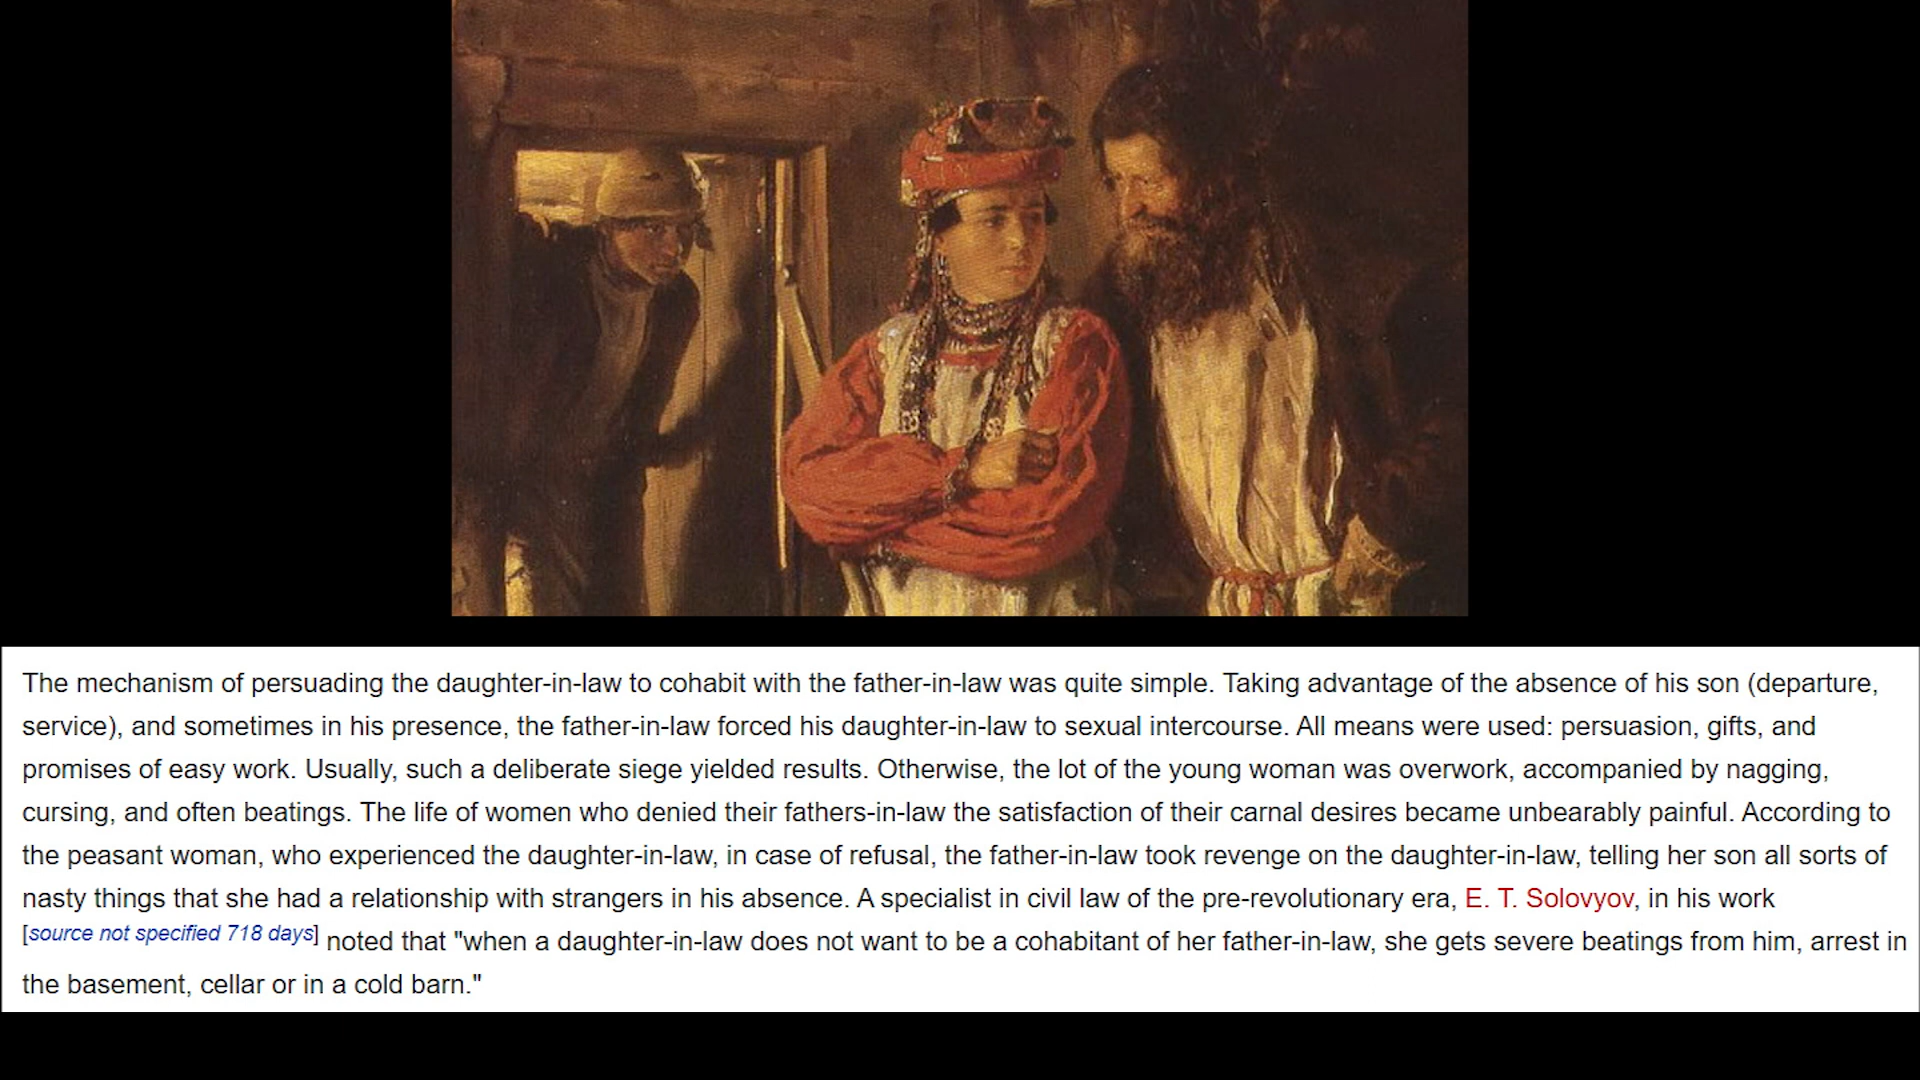 The mechanism of persuading the daughter-in-law to cohabit with the father-in-law was quite simple. Taking advantage of the absence of his son (departure,
service), and sometimes in his presence, the father-in-law forced his daughter-in-law to sexual intercourse. All means were used: persuasion, gifts, and
promises of easy work. Usually, such a deliberate siege yielded results. Otherwise, the lot of the young woman was overwork, accompanied by nagging,
cursing, and often beatings. The life of women who denied their fathers-in-law the satisfaction of their carnal desires became unbearably painful. According to
the peasant woman, who experienced the daughter-in-law, in case of refusal, the father-in-law took revenge on the daughter-in-law, telling her son all sorts of
nasty things that she had a relationship with strangers in his absence. A specialist in civil law of the pre-revolutionary era, E. T. Solovyov, in his work
[source not specified 718 days] noted that "when a daughter-in-law does not want to be a cohabitant of her father-in-law, she gets severe beatings from him, arrest in
the basement, cellar or in a cold barn."